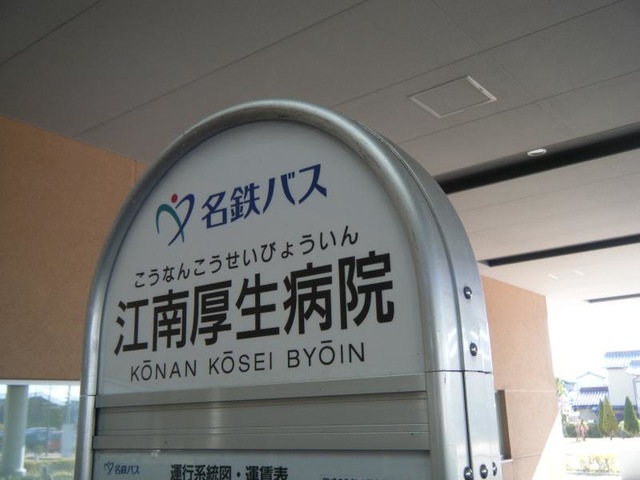 名鉄バス
こうなんこうせいびょういん
江南厚生病院
KŌNAN KŌSEI BYŌIN
名鉄バス 運行系統図・運賃表